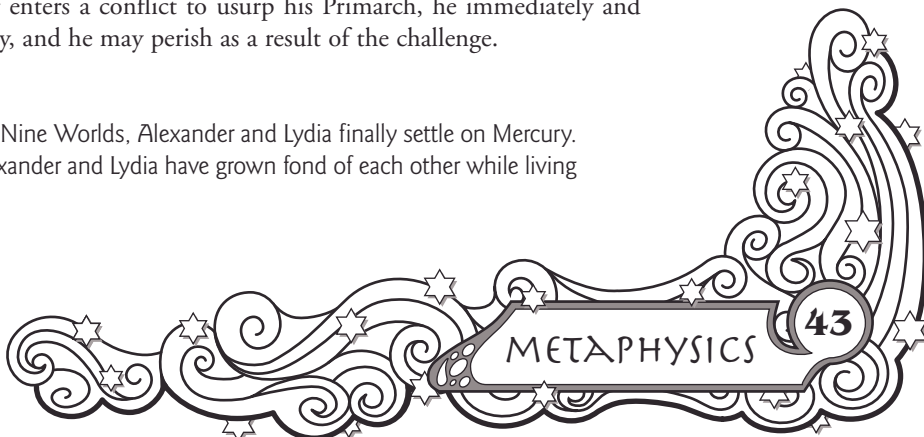 enters a conflict to usurp his Primarch, he immediately and
y, and he may perish as a result of the challenge.
Nine Worlds, Alexander and Lydia finally settle on Mercury.
xander and Lydia have grown fond of each other while living
METAPHYSICS
43